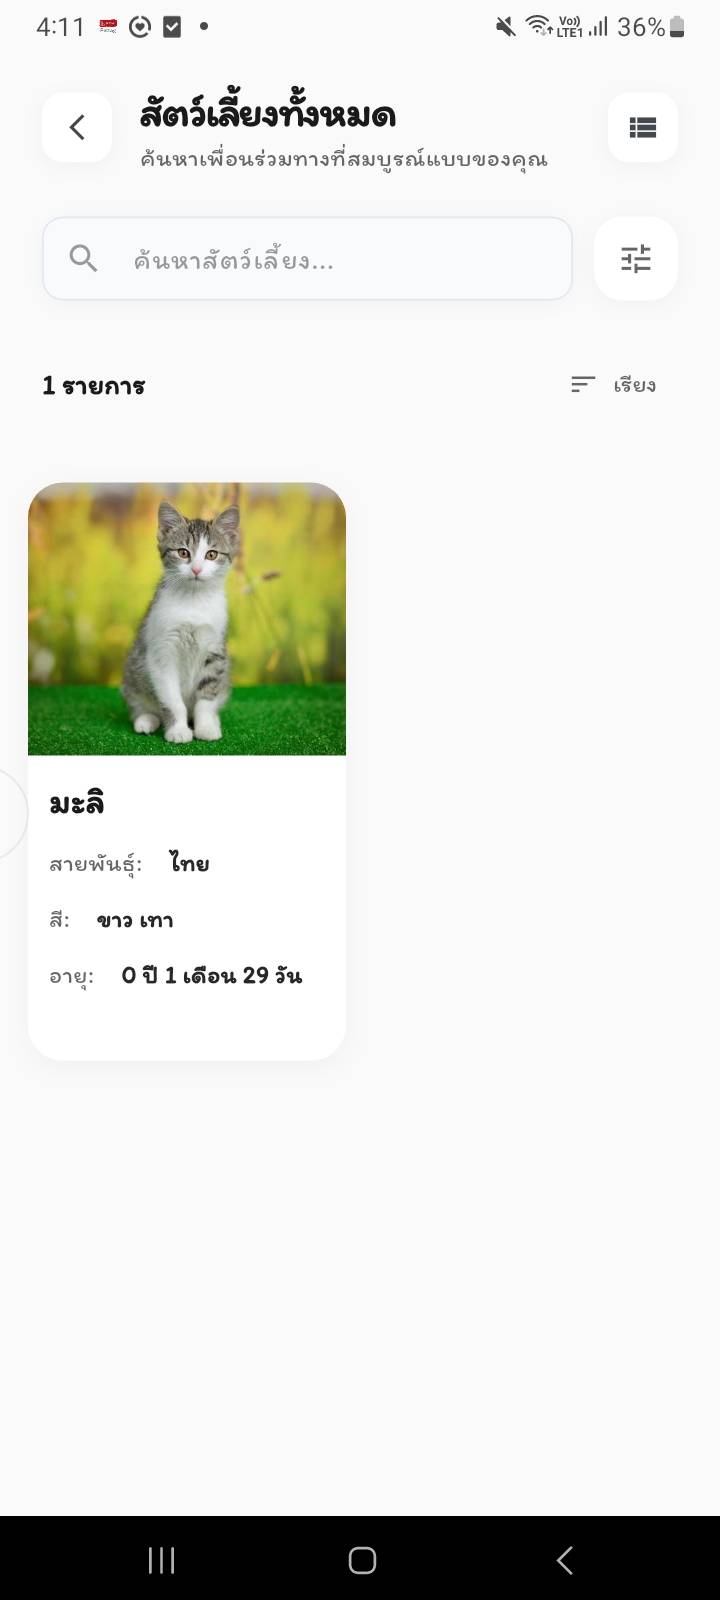 4:11
Vo))
LTE1
36%
สัตว์เลี้ยงทั้งหมด
ค้นหาเพื่อนร่วมทางที่สมบูรณ์แบบของคุณ
ค้นหาสัตว์เลี้ยง...
1 รายการ
เรียง
มะลิ
สายพันธุ์: ไทย
สี: ขาว เทา
อายุ: 0 ปี 1 เดือน 29 วัน